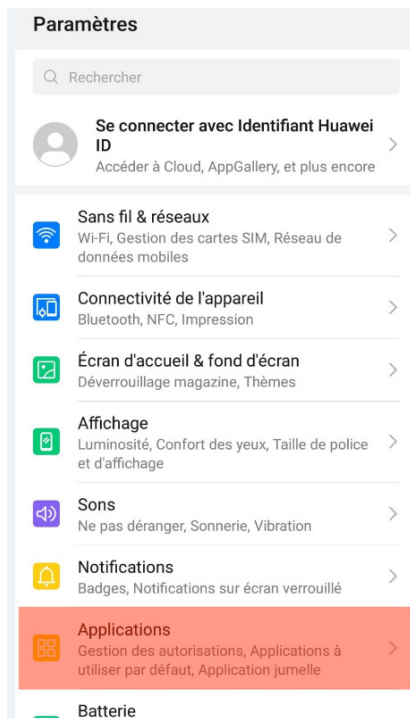 Paramètres
Rechercher
Se connecter avec Identifiant Huawei
ID
Accéder à Cloud, AppGallery, et plus encore
Sans fil & réseaux
Wi-Fi, Gestion des cartes SIM, Réseau de
données mobiles
Connectivité de l'appareil
Bluetooth, NFC, Impression
Écran d'accueil & fond d'écran
Déverrouillage magazine, Thèmes
Affichage
Luminosité, Confort des yeux, Taille de police
et d'affichage
Sons
Ne pas déranger, Sonnerie, Vibration
Notifications
Badges, Notifications sur écran verrouillé
Applications
Gestion des autorisations, Applications à
utiliser par défaut, Application jumelle
Batterie